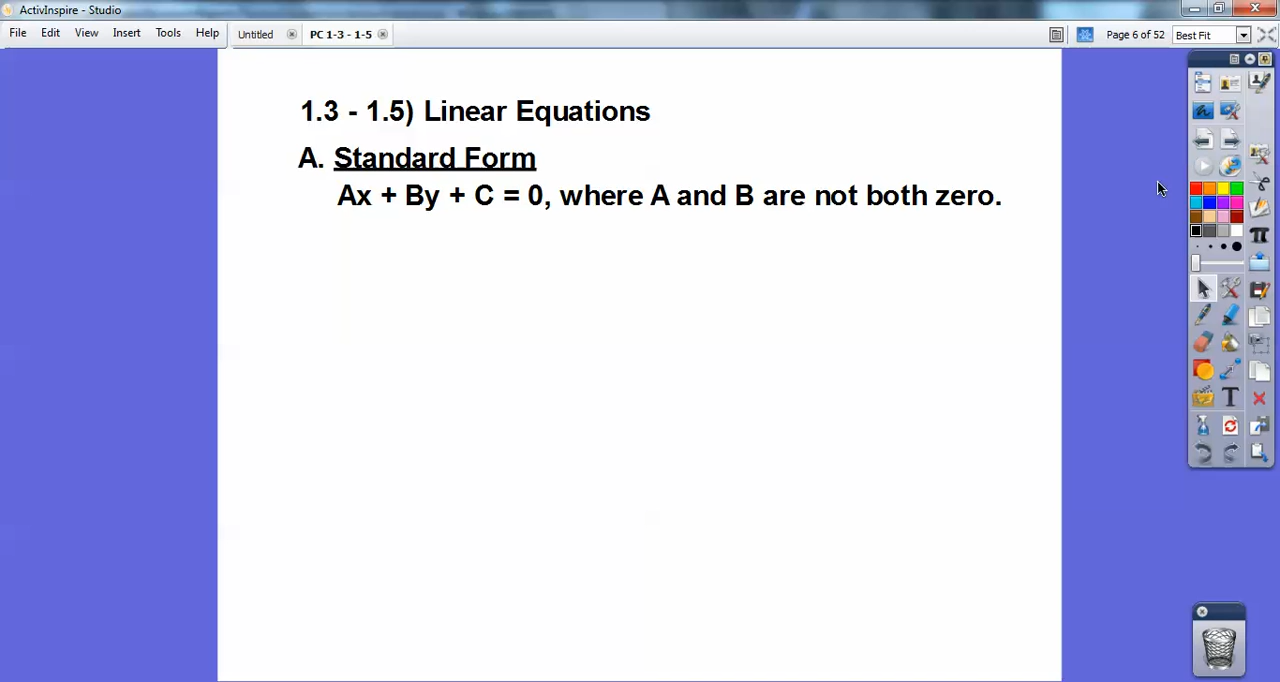 ActivInspire - Studio
File Edit View Insert Tools Help
Untitled PC 1-3 - 1-5
Page 6 of 52 Best Fit
1.3 - 1.5) Linear Equations
A. Standard Form
Ax + By + C = 0, where A and B are not both zero.